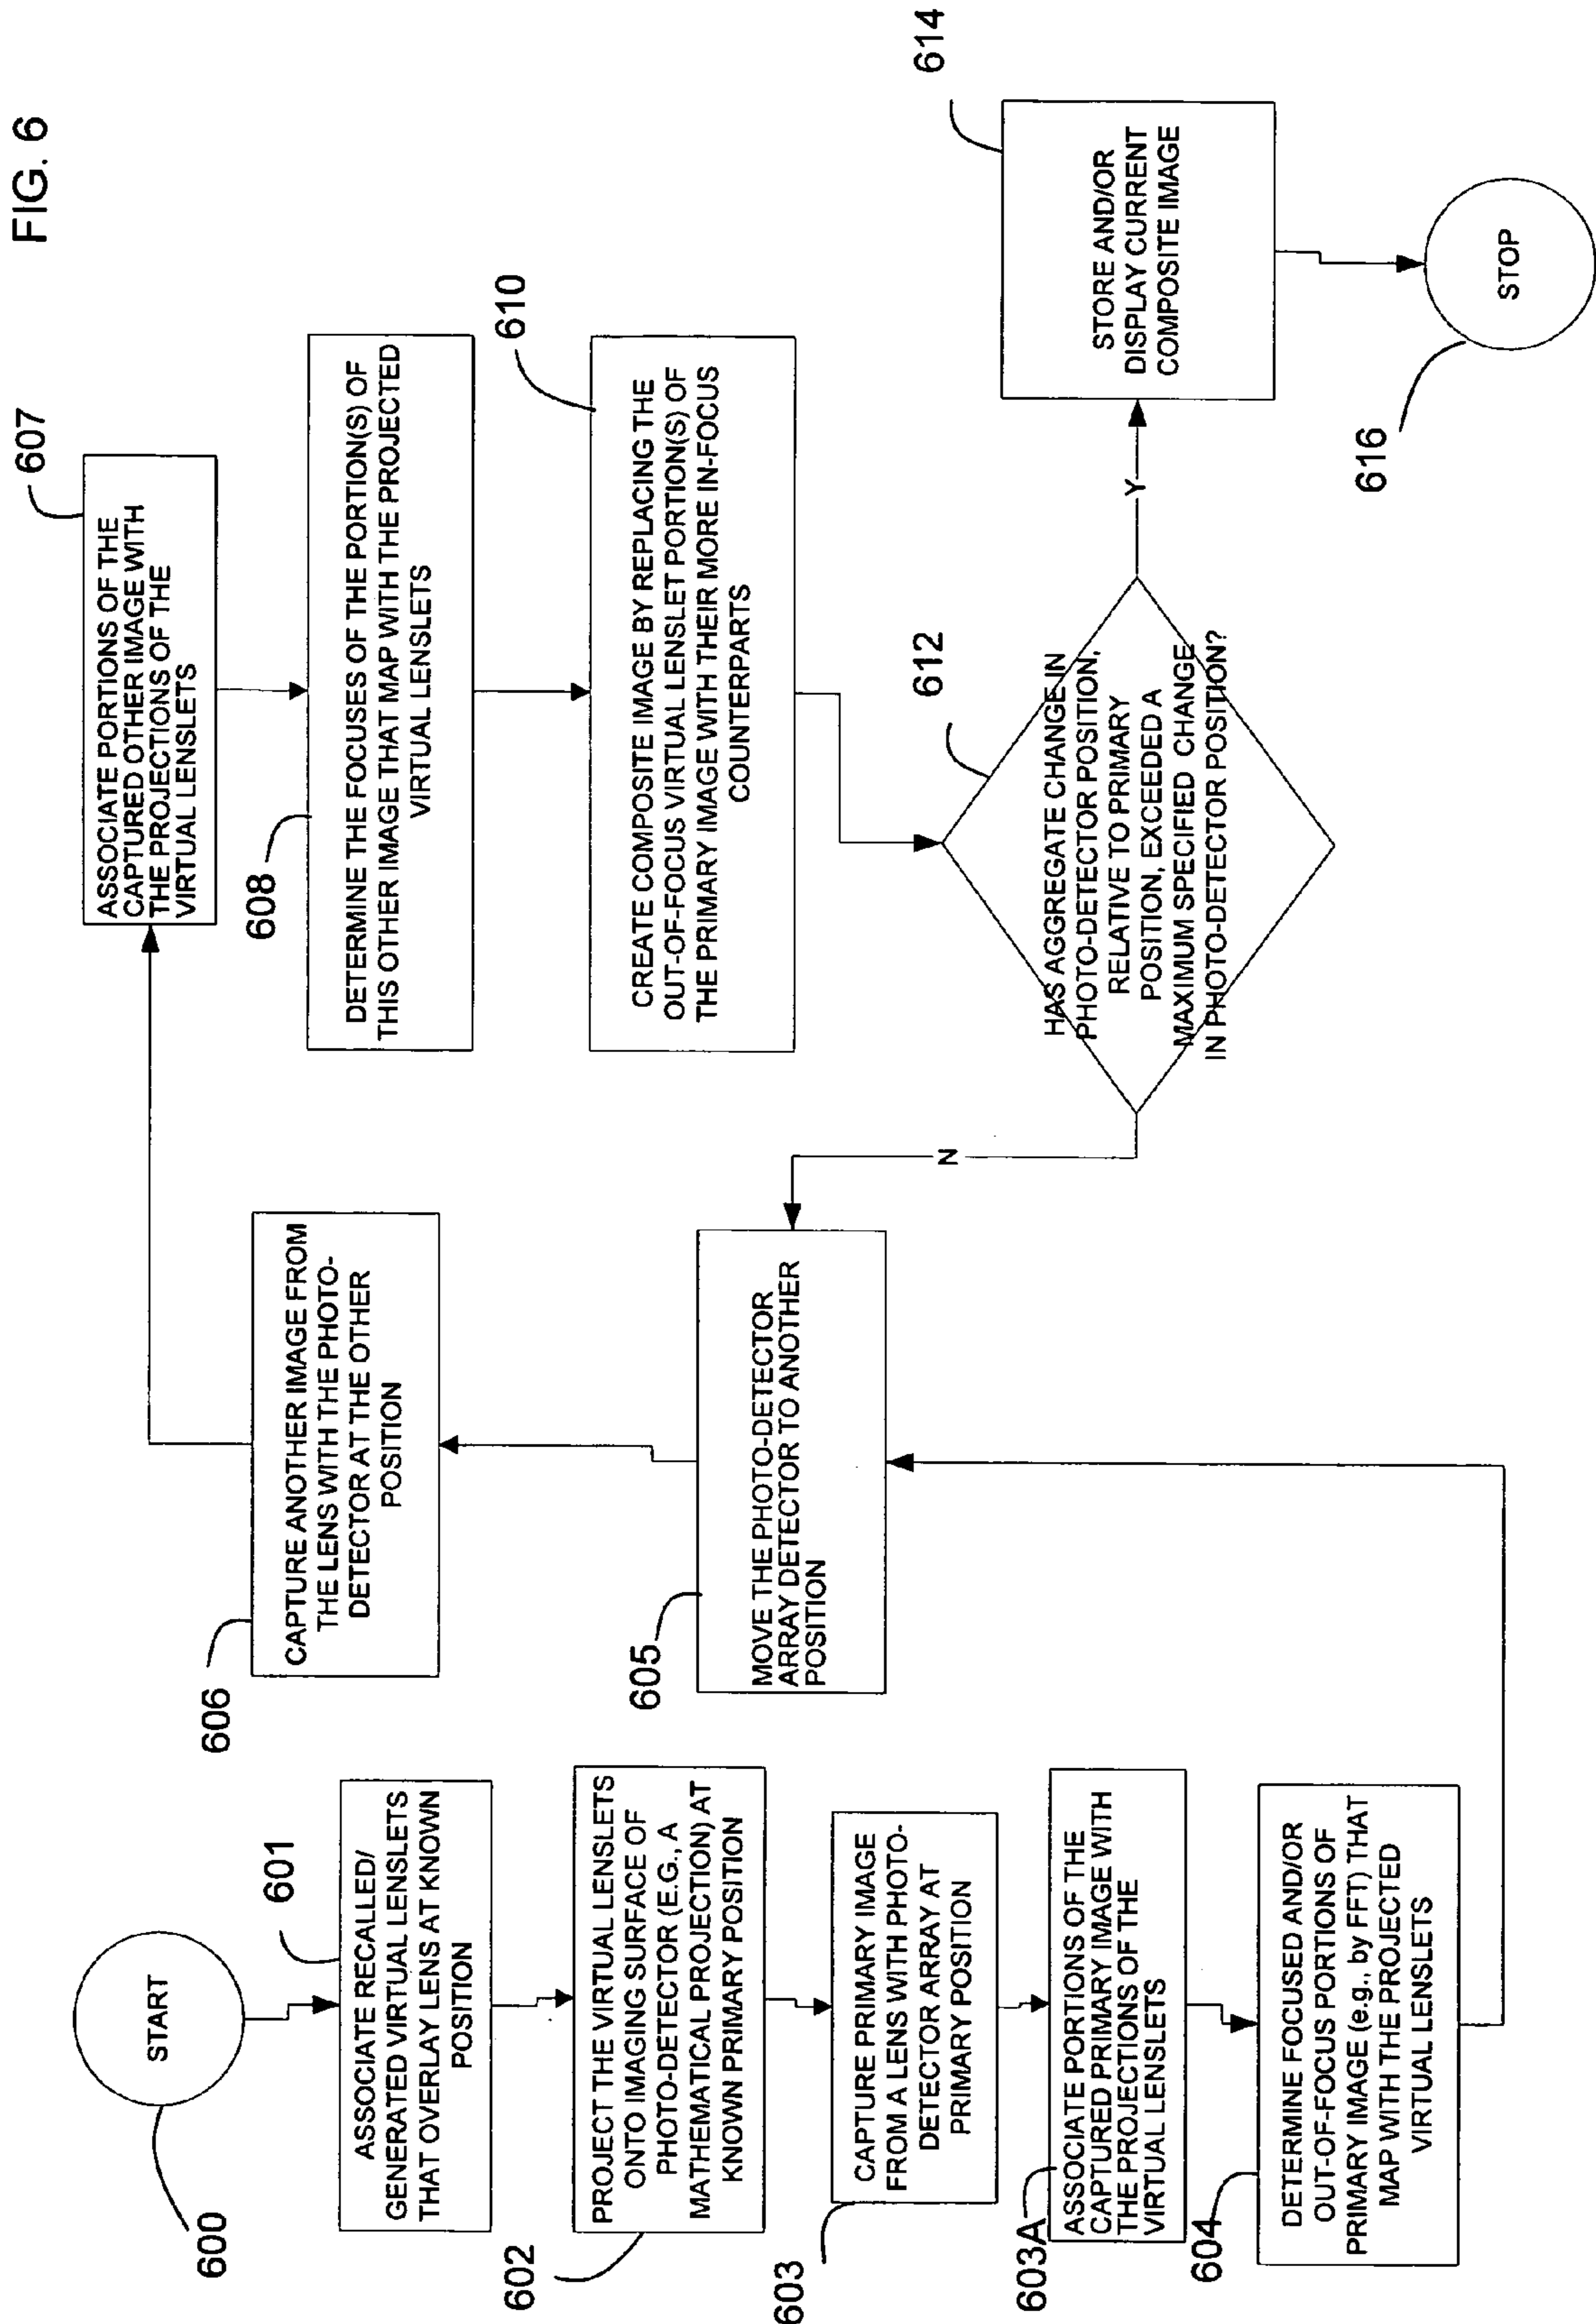 FIG. 6
600
START
601
ASSOCIATE RECALLED/
GENERATED VIRTUAL LENSLETS
THAT OVERLAY LENS AT KNOWN
POSITION
602
PROJECT THE VIRTUAL LENSLETS
ONTO IMAGING SURFACE OF
PHOTO-DETECTOR (E.G., A
MATHEMATICAL PROJECTION) AT
KNOWN PRIMARY POSITION
603
CAPTURE PRIMARY IMAGE
FROM A LENS WITH PHOTO-
DETECTOR ARRAY AT
PRIMARY POSITION
603A
ASSOCIATE PORTIONS OF THE
CAPTURED PRIMARY IMAGE WITH
THE PROJECTIONS OF THE
VIRTUAL LENSLETS
604
DETERMINE FOCUSED AND/OR
OUT-OF-FOCUS PORTIONS OF
PRIMARY IMAGE (e.g., by FFT) THAT
MAP WITH THE PROJECTED
VIRTUAL LENSLETS
605
MOVE THE PHOTO-DETECTOR
ARRAY DETECTOR TO ANOTHER
POSITION
606
CAPTURE ANOTHER IMAGE FROM
THE LENS WITH THE PHOTO-
DETECTOR AT THE OTHER
POSITION
607
ASSOCIATE PORTIONS OF THE
CAPTURED OTHER IMAGE WITH
THE PROJECTIONS OF THE
VIRTUAL LENSLETS
608
DETERMINE THE FOCUSES OF THE PORTION(S) OF
THIS OTHER IMAGE THAT MAP WITH THE PROJECTED
VIRTUAL LENSLETS
610
CREATE COMPOSITE IMAGE BY REPLACING THE
OUT-OF-FOCUS VIRTUAL LENSLET PORTION(S) OF
THE PRIMARY IMAGE WITH THEIR MORE IN-FOCUS
COUNTERPARTS
612
HAS AGGREGATE CHANGE IN
PHOTO-DETECTOR POSITION,
RELATIVE TO PRIMARY
POSITION, EXCEEDED A
MAXIMUM SPECIFIED CHANGE
IN PHOTO-DETECTOR POSITION?
N
Y
614
STORE AND/OR
DISPLAY CURRENT
COMPOSITE IMAGE
616
STOP